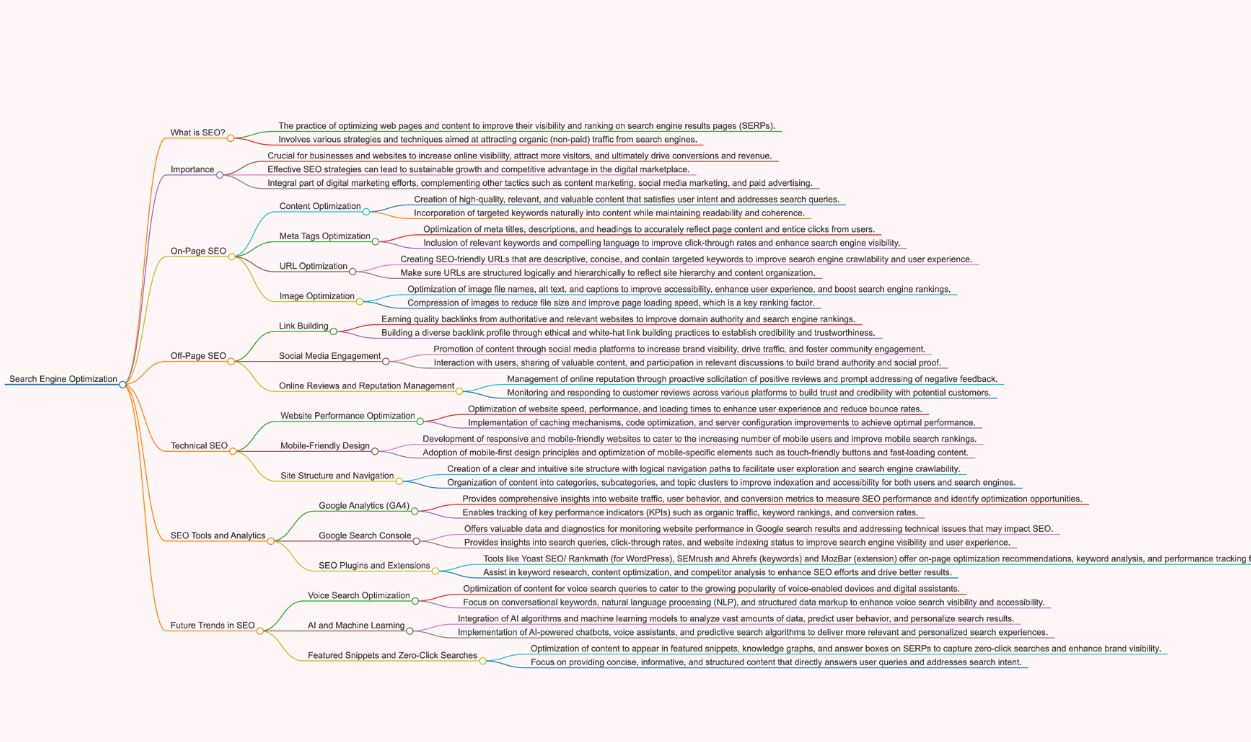 Search Engine Optimization
What is SEO?
The practice of optimizing web pages and content to improve their visibility and ranking on search engine results pages (SERPs).
Involves various strategies and techniques aimed at attracting organic (non-paid) traffic from search engines.
Importance
Crucial for businesses and websites to increase online visibility, attract more visitors, and ultimately drive conversions and revenue.
Effective SEO strategies can lead to sustainable growth and competitive advantage in the digital marketplace.
Integral part of digital marketing efforts, complementing other tactics such as content marketing, social media marketing, and paid advertising.
On-Page SEO
Content Optimization
Creation of high-quality, relevant, and valuable content that satisfies user intent and addresses search queries.
Incorporation of targeted keywords naturally into content while maintaining readability and coherence.
Meta Tags Optimization
Optimization of meta titles, descriptions, and headings to accurately reflect page content and entice clicks from users.
Inclusion of relevant keywords and compelling language to improve click-through rates and enhance search engine visibility.
URL Optimization
Creating SEO-friendly URLs that are descriptive, concise, and contain targeted keywords to improve search engine crawlability and user experience.
Make sure URLs are structured logically and hierarchically to reflect site hierarchy and content organization.
Image Optimization
Optimization of image file names, alt text, and captions to improve accessibility, enhance user experience, and boost search engine rankings.
Compression of images to reduce file size and improve page loading speed, which is a key ranking factor.
Off-Page SEO
Link Building
Earning quality backlinks from authoritative and relevant websites to improve domain authority and search engine rankings.
Building a diverse backlink profile through ethical and white-hat link building practices to establish credibility and trustworthiness.
Social Media Engagement
Promotion of content through social media platforms to increase brand visibility, drive traffic, and foster community engagement.
Interaction with users, sharing of valuable content, and participation in relevant discussions to build brand authority and social proof.
Online Reviews and Reputation Management
Management of online reputation through proactive solicitation of positive reviews and prompt addressing of negative feedback.
Monitoring and responding to customer reviews across various platforms to build trust and credibility with potential customers.
Technical SEO
Website Performance Optimization
Optimization of website speed, performance, and loading times to enhance user experience and reduce bounce rates.
Implementation of caching mechanisms, code optimization, and server configuration improvements to achieve optimal performance.
Mobile-Friendly Design
Development of responsive and mobile-friendly websites to cater to the increasing number of mobile users and improve mobile search rankings.
Adoption of mobile-first design principles and optimization of mobile-specific elements such as touch-friendly buttons and fast-loading content.
Site Structure and Navigation
Creation of a clear and intuitive site structure with logical navigation paths to facilitate user exploration and search engine crawlability.
Organization of content into categories, subcategories, and topic clusters to improve indexation and accessibility for both users and search engines.
SEO Tools and Analytics
Google Analytics (GA4)
Provides comprehensive insights into website traffic, user behavior, and conversion metrics to measure SEO performance and identify optimization opportunities.
Enables tracking of key performance indicators (KPIs) such as organic traffic, keyword rankings, and conversion rates.
Google Search Console
Offers valuable data and diagnostics for monitoring website performance in Google search results and addressing technical issues that may impact SEO.
Provides insights into search queries, click-through rates, and website indexing status to improve search engine visibility and user experience.
SEO Plugins and Extensions
Tools like Yoast SEO/ Rankmath (for WordPress), SEMrush and Ahrefs (keywords) and MozBar (extension) offer on-page optimization recommendations, keyword analysis, and performance tracking
Assist in keyword research, content optimization, and competitor analysis to enhance SEO efforts and drive better results.
Future Trends in SEO
Voice Search Optimization
Optimization of content for voice search queries to cater to the growing popularity of voice-enabled devices and digital assistants.
Focus on conversational keywords, natural language processing (NLP), and structured data markup to enhance voice search visibility and accessibility.
AI and Machine Learning
Integration of AI algorithms and machine learning models to analyze vast amounts of data, predict user behavior, and personalize search results.
Implementation of AI-powered chatbots, voice assistants, and predictive search algorithms to deliver more relevant and personalized search experiences.
Featured Snippets and Zero-Click Searches
Optimization of content to appear in featured snippets, knowledge graphs, and answer boxes on SERPs to capture zero-click searches and enhance brand visibility.
Focus on providing concise, informative, and structured content that directly answers user queries and addresses search intent.